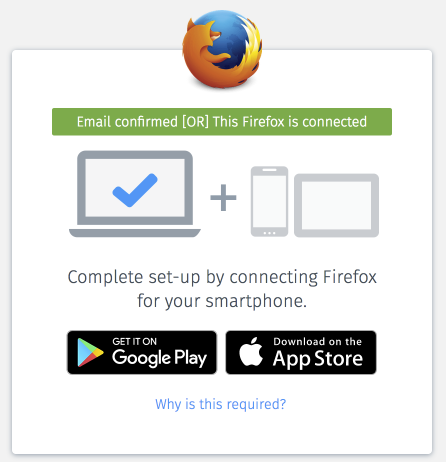 Email confirmed [OR] This Firefox is connected
Complete set-up by connecting Firefox
for your smartphone.
GET IT ON
Google Play
Download on the
App Store
Why is this required?